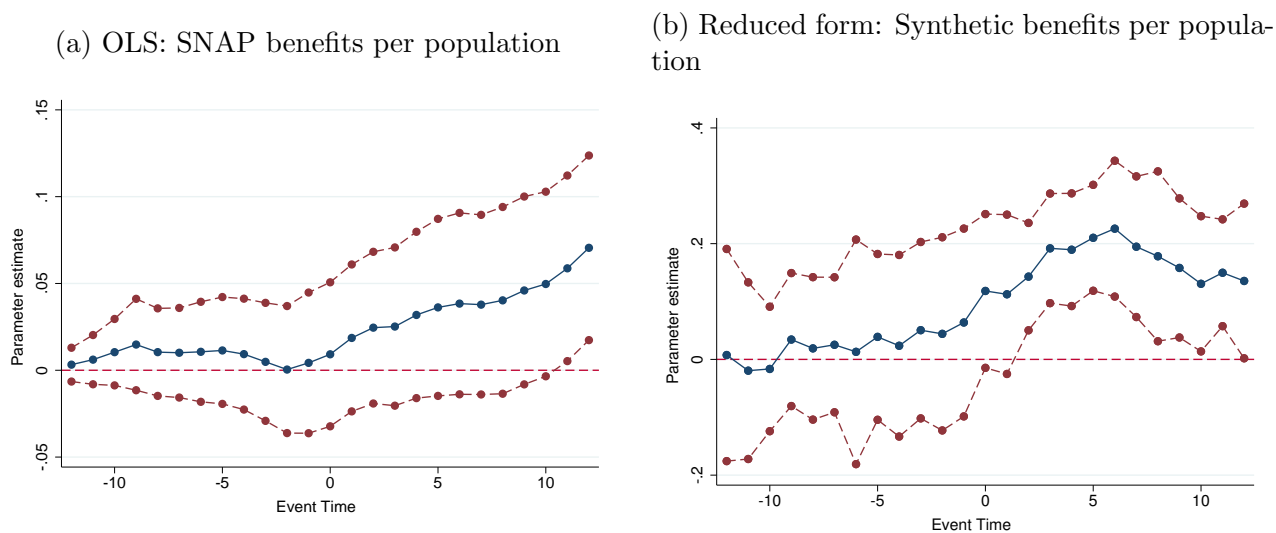 (a) OLS: SNAP benefits per population
.15
.1
.05
0
-.05
Parameter estimate
-10
-5
0
5
10
Event Time
(b) Reduced form: Synthetic benefits per popula-
tion
.4
.2
0
-.2
Parameter estimate
-10
-5
0
5
10
Event Time